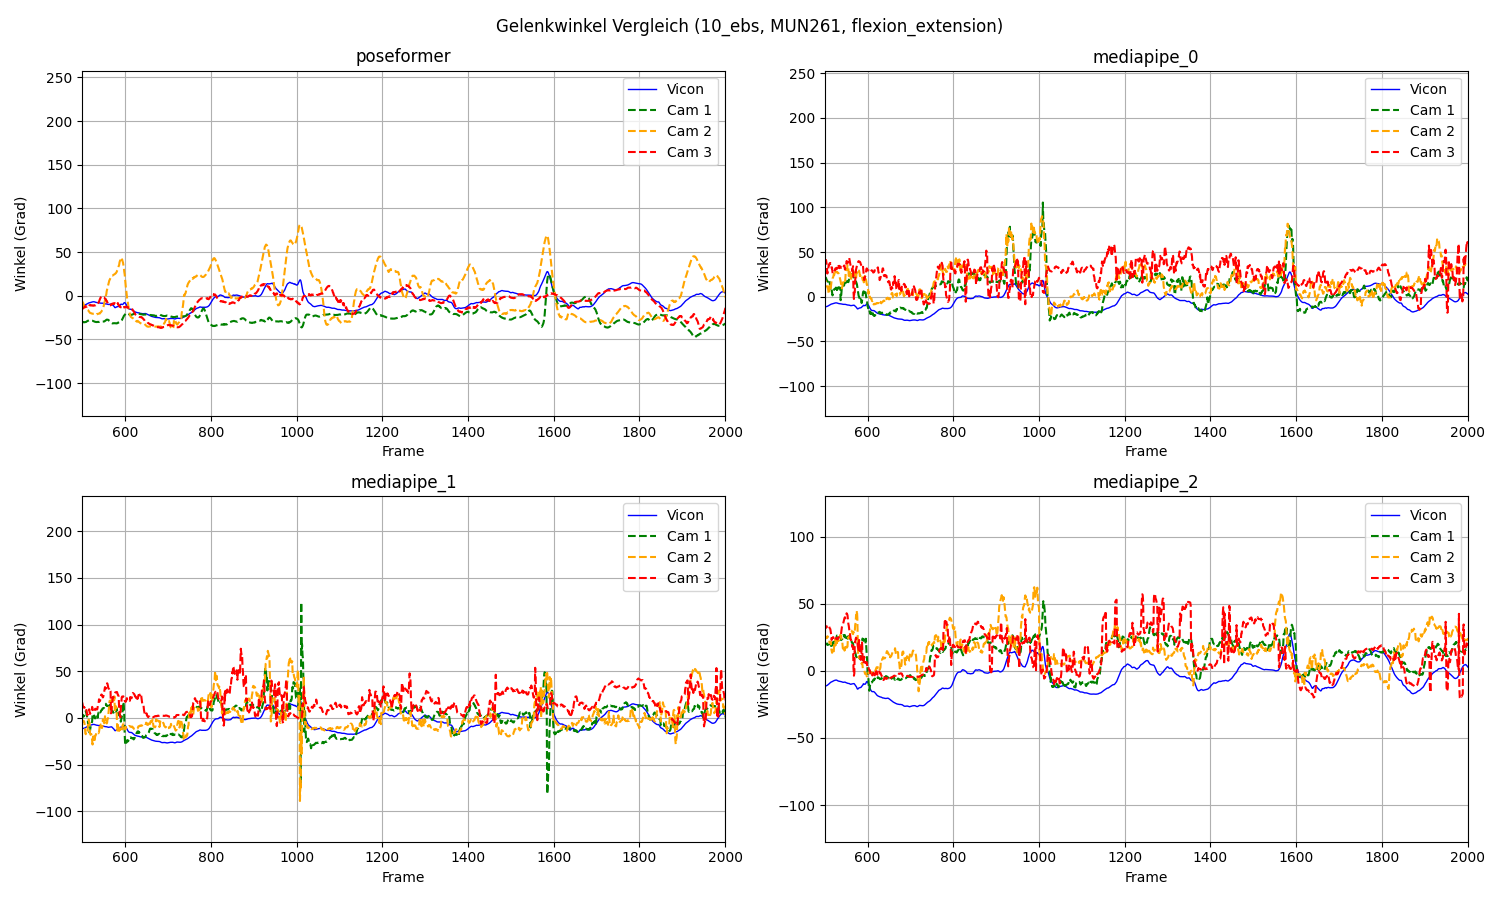 Gelenkwinkel Vergleich (10_ebs, MUN261, flexion_extension)
poseformer
250
200
150
100
50
0
−50
−100
Winkel (Grad)
600 800 1000 1200 1400 1600 1800 2000
Frame
Vicon
Cam 1
Cam 2
Cam 3
mediapipe_0
250
200
150
100
50
0
−50
−100
Winkel (Grad)
600 800 1000 1200 1400 1600 1800 2000
Frame
Vicon
Cam 1
Cam 2
Cam 3
mediapipe_1
200
150
100
50
0
−50
−100
Winkel (Grad)
600 800 1000 1200 1400 1600 1800 2000
Frame
Vicon
Cam 1
Cam 2
Cam 3
mediapipe_2
100
50
0
−50
−100
Winkel (Grad)
600 800 1000 1200 1400 1600 1800 2000
Frame
Vicon
Cam 1
Cam 2
Cam 3